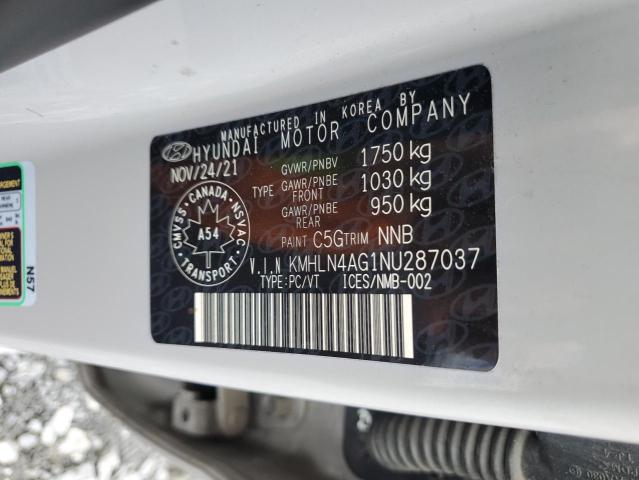 MANUFACTURED IN KOREA BY
HYUNDAI MOTOR COMPANY
NOV/24/21
GVWR/PNBV 1750 kg
TYPE GAWR/PNBE FRONT 1030 kg
GAWR/PNBE REAR 950 kg
PAINT C5G TRIM NNB
CANADA
CMVSS NSVAC
A54
TRANSPORT
V.I.N KMHLN4AG1NU287037
TYPE:PC/VT ICES/NMB-002
N57